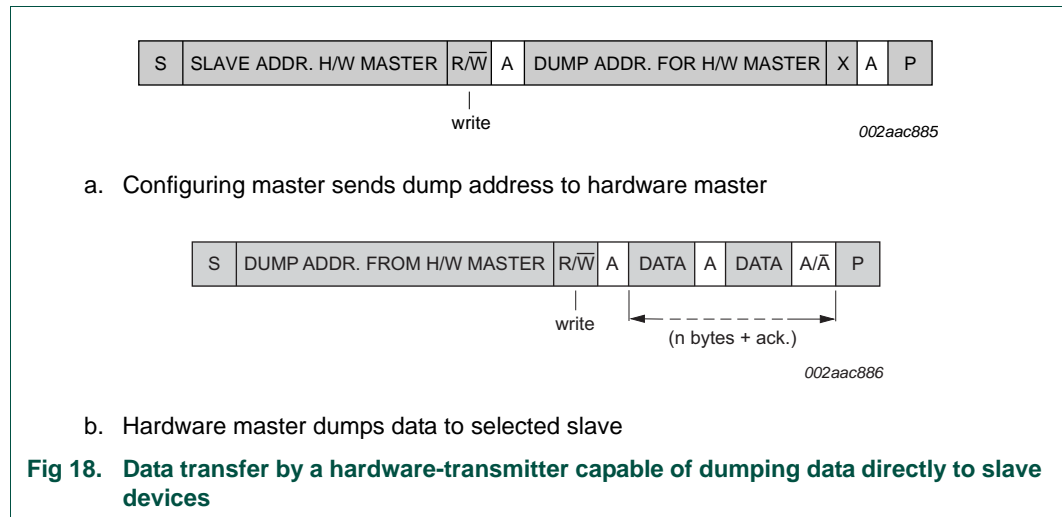 S SLAVE ADDR. H/W MASTER R/W̅ A DUMP ADDR. FOR H/W MASTER X A P
write
002aac885
a. Configuring master sends dump address to hardware master
S DUMP ADDR. FROM H/W MASTER R/W̅ A DATA A DATA A/A̅ P
write
(n bytes + ack.)
002aac886
b. Hardware master dumps data to selected slave
Fig 18. Data transfer by a hardware-transmitter capable of dumping data directly to slave
devices